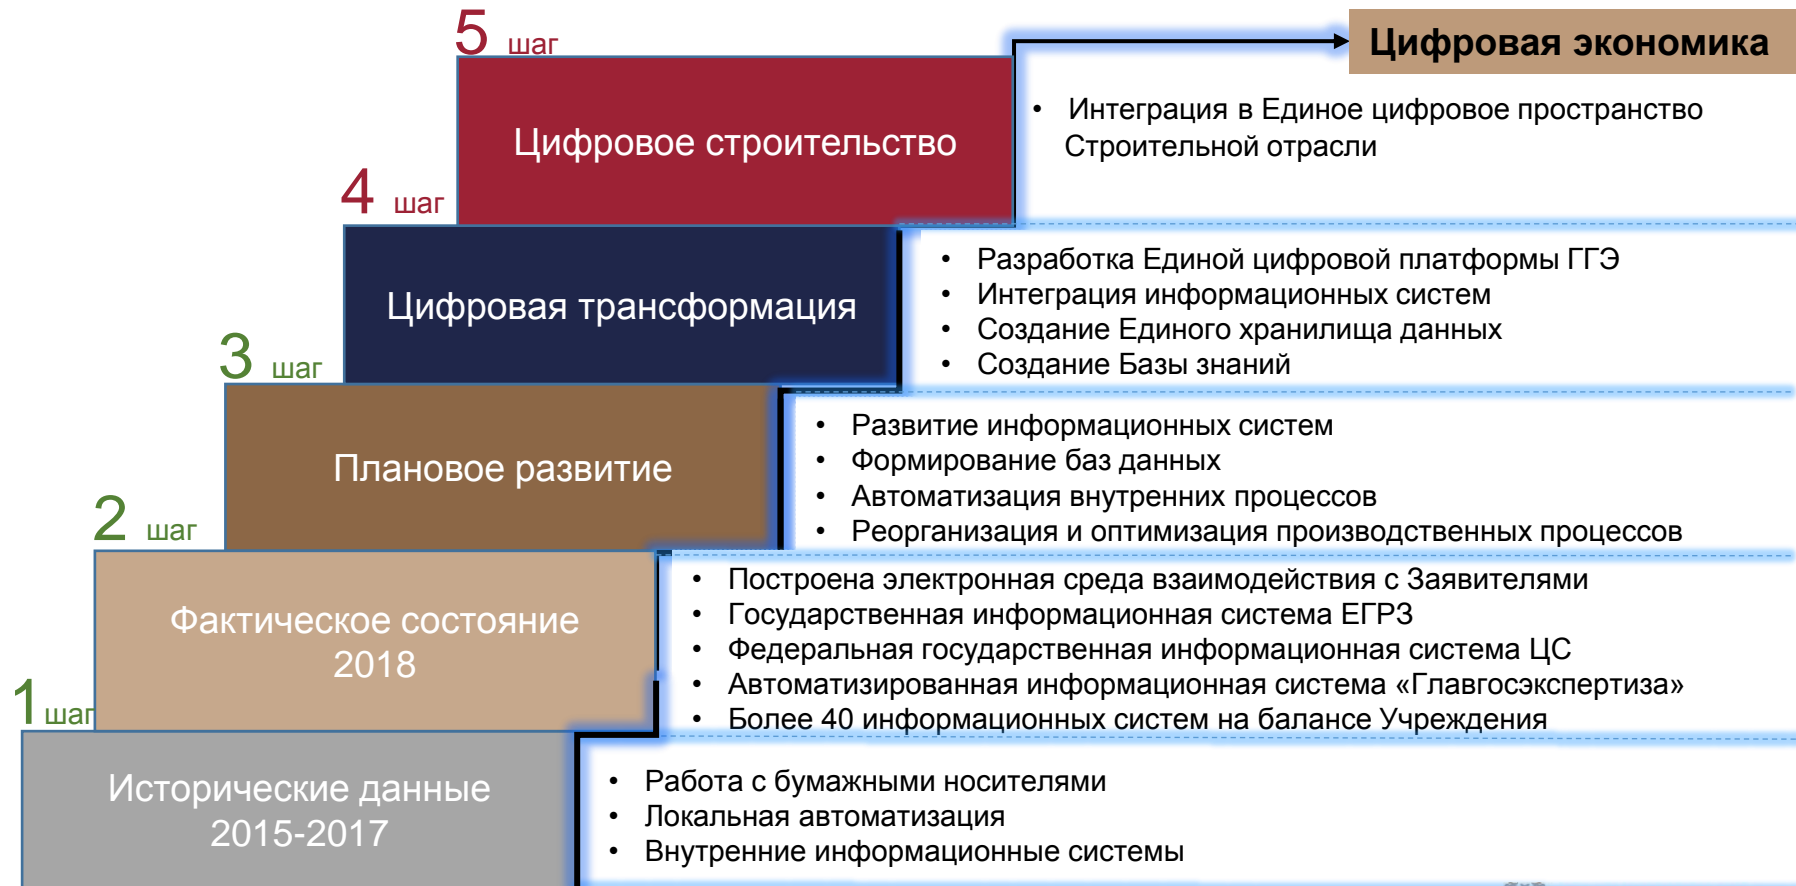 5 шаг
Цифровая экономика
Цифровое строительство
• Интеграция в Единое цифровое пространство
Строительной отрасли
4 шаг
Цифровая трансформация
• Разработка Единой цифровой платформы ГГЭ
• Интеграция информационных систем
• Создание Единого хранилища данных
• Создание Базы знаний
3 шаг
Плановое развитие
• Развитие информационных систем
• Формирование баз данных
• Автоматизация внутренних процессов
• Реорганизация и оптимизация производственных процессов
2 шаг
Фактическое состояние
2018
• Построена электронная среда взаимодействия с Заявителями
• Государственная информационная система ЕГРЗ
• Федеральная государственная информационная система ЦС
• Автоматизированная информационная система «Главгосэкспертиза»
• Более 40 информационных систем на балансе Учреждения
1 шаг
Исторические данные
2015-2017
• Работа с бумажными носителями
• Локальная автоматизация
• Внутренние информационные системы